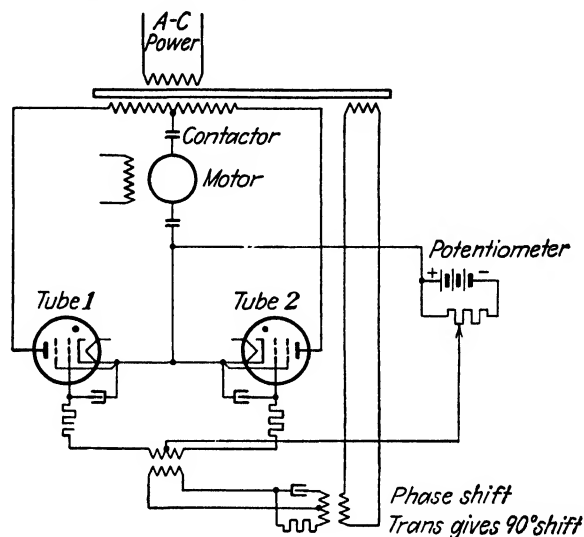 A-C
Power
Contactor
Motor
Potentiometer
+ -
Tube 1
Tube 2
Phase shift
Trans gives 90° shift